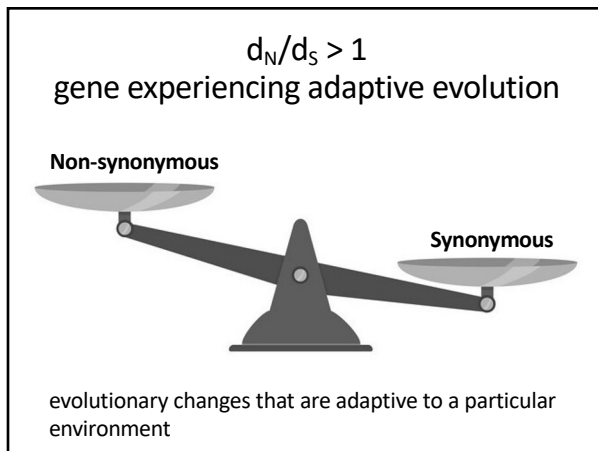 dN/dS > 1
gene experiencing adaptive evolution
Non-synonymous
Synonymous
evolutionary changes that are adaptive to a particular
environment